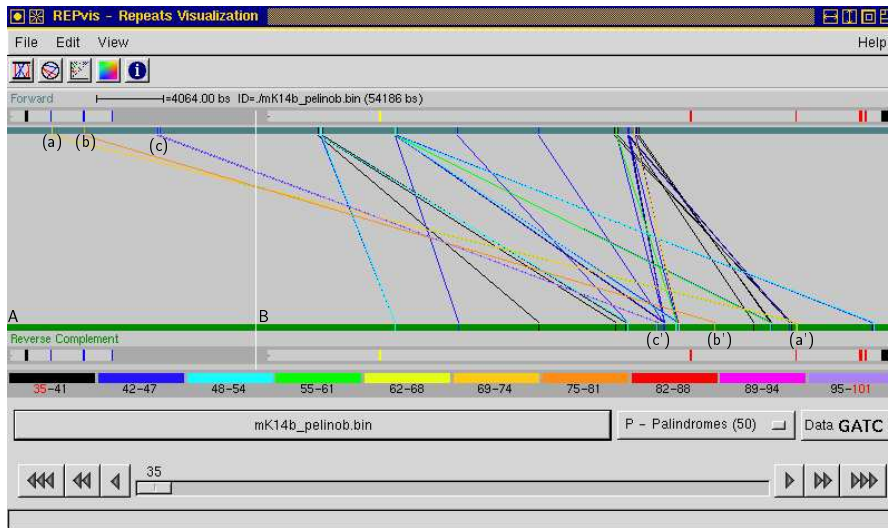 REPvis - Repeats Visualization
File Edit View Help
Forward =4064.00 bs ID=./mK14b_pelinob.bin (54186 bs)
(a) (b) (c)
A B
(c') (b') (a')
Reverse Complement
35-41 42-47 48-54 55-61 62-68 69-74 75-81 82-88 89-94 95-101
mK14b_pelinob.bin P - Palindromes (50) Data GATC
35